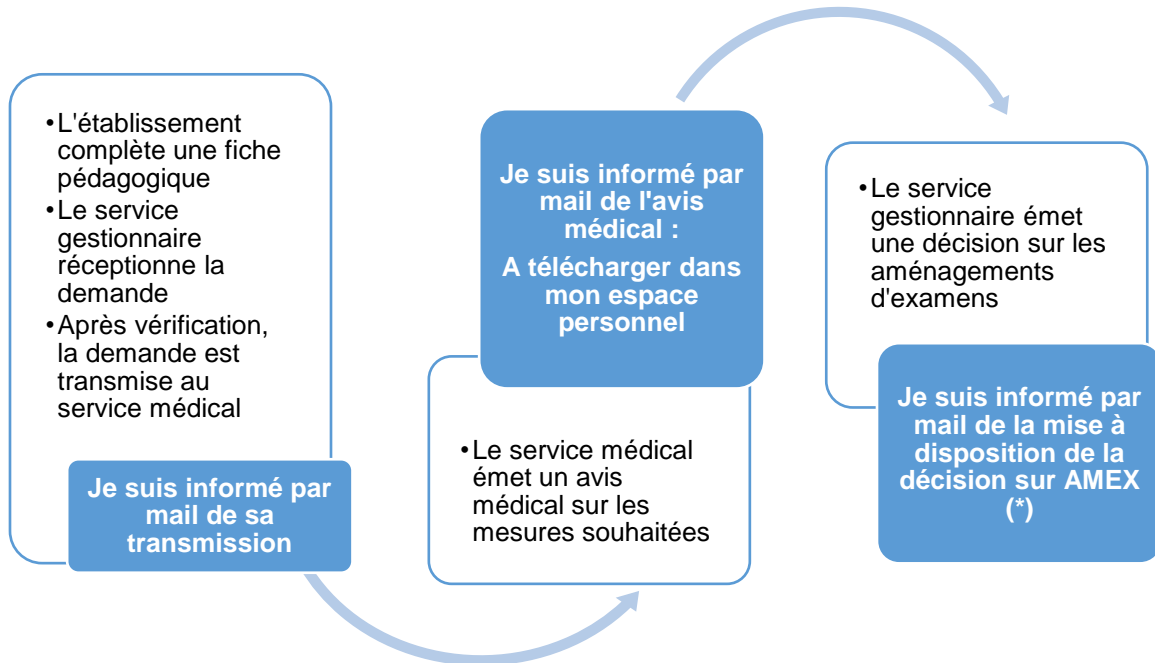 •L'établissement
complète une fiche
pédagogique
•Le service
gestionnaire
réceptionne la
demande
•Après vérification,
la demande est
transmise au
service médical
Je suis informé par
mail de sa
transmission
Je suis informé par
mail de l'avis
médical :
A télécharger dans
mon espace
personnel
•Le service médical
émet un avis
médical sur les
mesures souhaitées
•Le service
gestionnaire émet
une décision sur les
aménagements
d'examens
Je suis informé par
mail de la mise à
disposition de la
décision sur AMEX
(*)